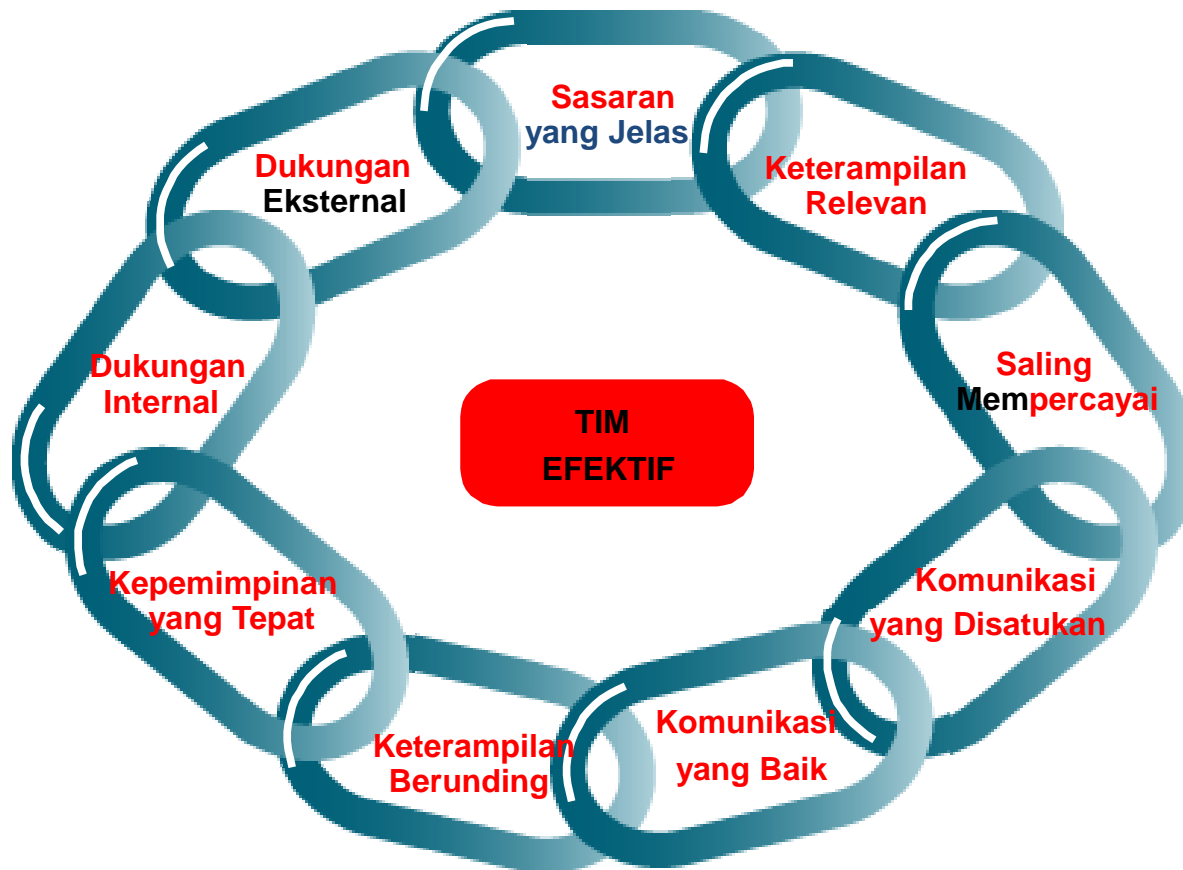 Sasaran
yang Jelas
Keterampilan
Relevan
Saling
Mempercayai
Komunikasi
yang Disatukan
Komunikasi
yang Baik
Keterampilan
Berunding
Kepemimpinan
yang Tepat
Dukungan
Internal
Dukungan
Eksternal
TIM
EFEKTIF